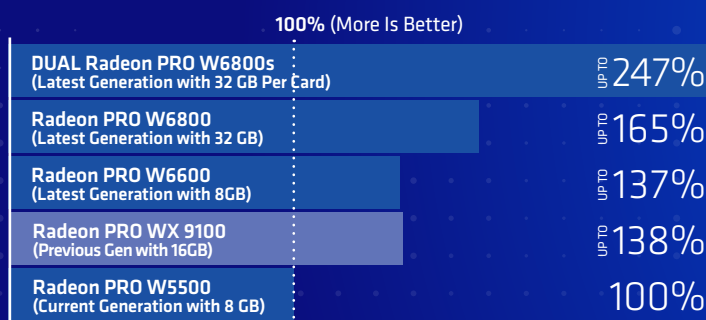 100% (More Is Better)
DUAL Radeon PRO W6800s
(Latest Generation with 32 GB Per Card)
UP TO 247%
Radeon PRO W6800
(Latest Generation with 32 GB)
UP TO 165%
Radeon PRO W6600
(Latest Generation with 8GB)
UP TO 137%
Radeon PRO WX 9100
(Previous Gen with 16GB)
UP TO 138%
Radeon PRO W5500
(Current Generation with 8 GB)
100%